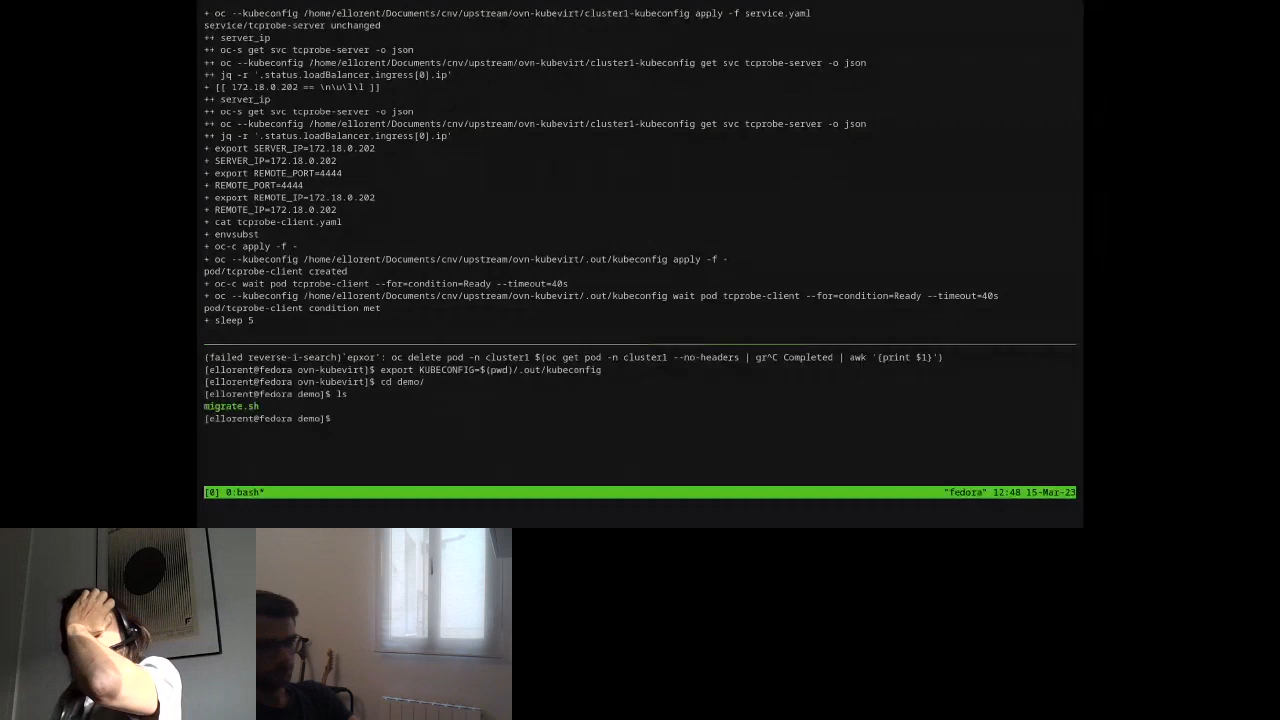 + oc --kubeconfig /home/ellorent/Documents/cnv/upstream/ovn-kubevirt/cluster1-kubeconfig apply -f service.yaml
service/tcprobe-server unchanged
++ server_ip
++ oc-s get svc tcprobe-server -o json
++ oc --kubeconfig /home/ellorent/Documents/cnv/upstream/ovn-kubevirt/cluster1-kubeconfig get svc tcprobe-server -o json
++ jq -r '.status.loadBalancer.ingress[0].ip'
+ [[ 172.18.0.202 == \n\u\l\l ]]
++ server_ip
++ oc-s get svc tcprobe-server -o json
++ oc --kubeconfig /home/ellorent/Documents/cnv/upstream/ovn-kubevirt/cluster1-kubeconfig get svc tcprobe-server -o json
++ jq -r '.status.loadBalancer.ingress[0].ip'
+ export SERVER_IP=172.18.0.202
+ SERVER_IP=172.18.0.202
+ export REMOTE_PORT=4444
+ REMOTE_PORT=4444
+ export REMOTE_IP=172.18.0.202
+ REMOTE_IP=172.18.0.202
+ cat tcprobe-client.yaml
+ envsubst
+ oc-c apply -f -
+ oc --kubeconfig /home/ellorent/Documents/cnv/upstream/ovn-kubevirt/.out/kubeconfig apply -f -
pod/tcprobe-client created
+ oc-c wait pod tcprobe-client --for=condition=Ready --timeout=40s
+ oc --kubeconfig /home/ellorent/Documents/cnv/upstream/ovn-kubevirt/.out/kubeconfig wait pod tcprobe-client --for=condition=Ready --timeout=40s
pod/tcprobe-client condition met
+ sleep 5
(failed reverse-i-search)`epxor': oc delete pod -n cluster1 $(oc get pod -n cluster1 --no-headers | gr^C Completed | awk '{print $1}')
[ellorent@fedora ovn-kubevirt]$ export KUBECONFIG=$(pwd)/.out/kubeconfig
[ellorent@fedora ovn-kubevirt]$ cd demo/
[ellorent@fedora demo]$ ls
migrate.sh
[ellorent@fedora demo]$
[0] 0:bash* "fedora" 12:48 15-Mar-23